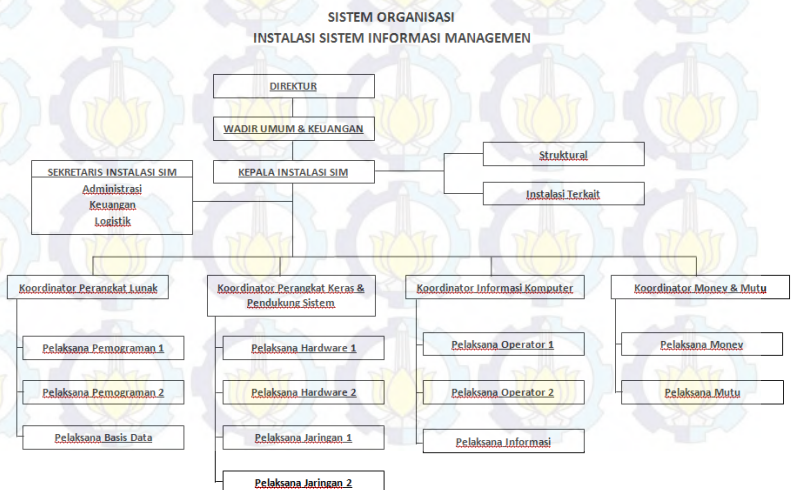 SISTEM ORGANISASI
INSTALASI SISTEM INFORMASI MANAGEMEN
DIREKTUR
WADIR UMUM & KEUANGAN
KEPALA INSTALASI SIM
Struktural
Instalasi Terkait
SEKRETARIS INSTALASI SIM
Administrasi
Keuangan
Logistik
Koordinator Perangkat Lunak
Pelaksana Pemograman 1
Pelaksana Pemograman 2
Pelaksana Basis Data
Koordinator Perangkat Keras &
Pendukung Sistem
Pelaksana Hardware 1
Pelaksana Hardware 2
Pelaksana Jaringan 1
Pelaksana Jaringan 2
Koordinator Informasi Komputer
Pelaksana Operator 1
Pelaksana Operator 2
Pelaksana Informasi
Koordinator Monev & Mutu
Pelaksana Monev
Pelaksana Mutu